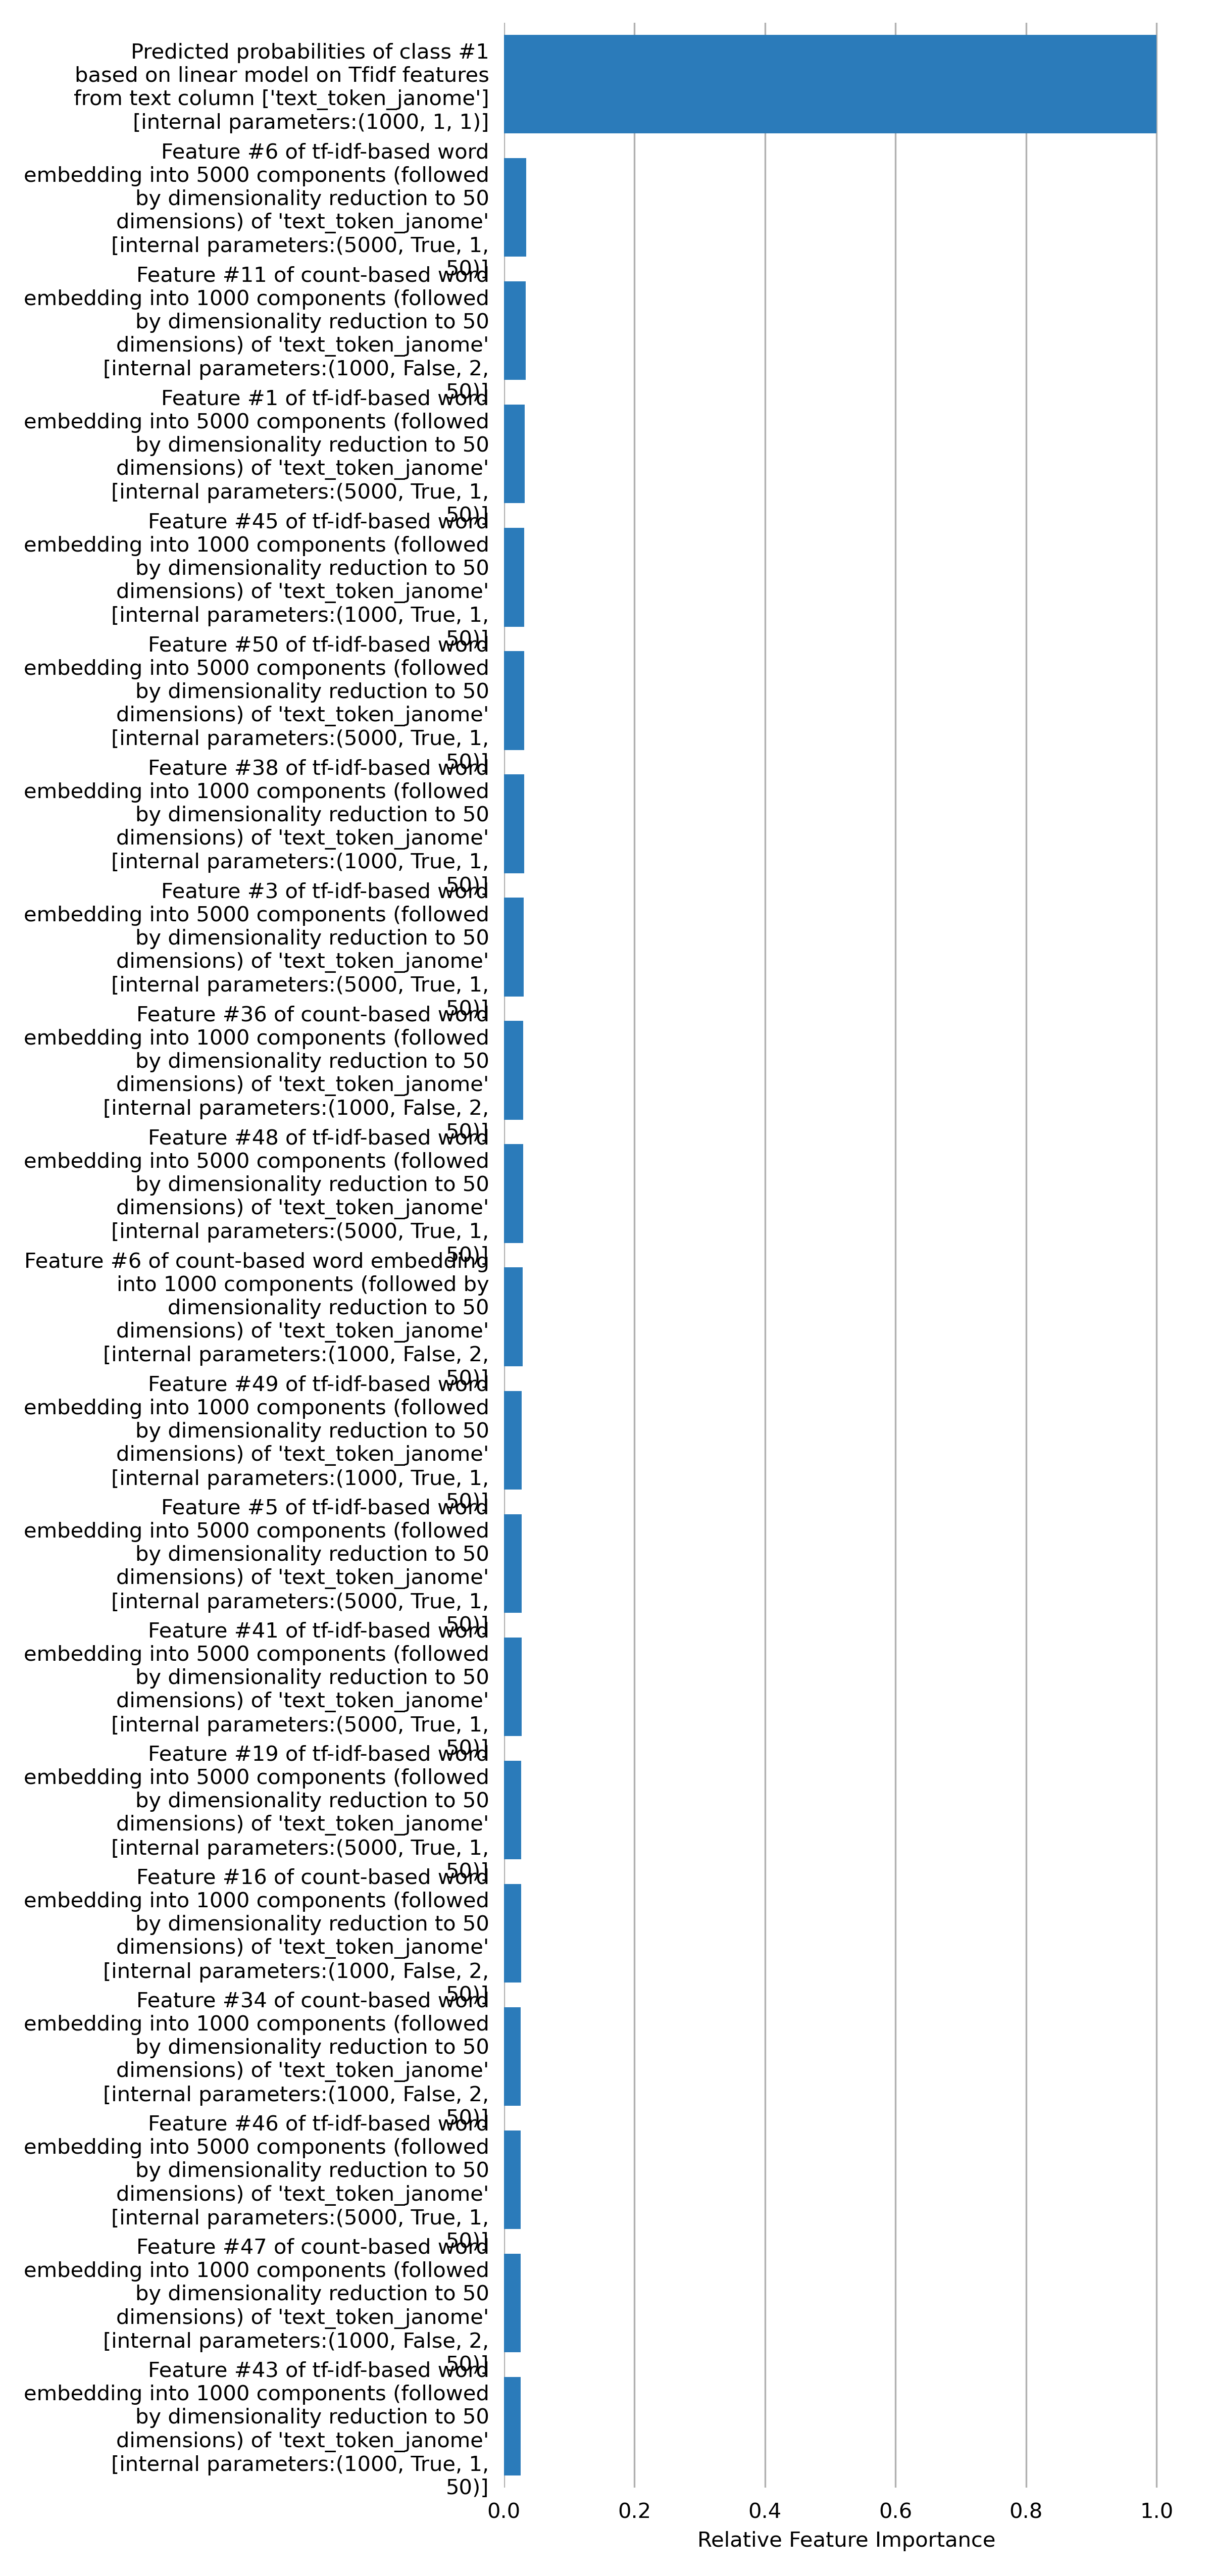 Predicted probabilities of class #1
based on linear model on Tfidf features
from text column ['text_token_janome']
[internal parameters:(1000, 1, 1)]
Feature #6 of tf-idf-based word
embedding into 5000 components (followed
by dimensionality reduction to 50
dimensions) of 'text_token_janome'
[internal parameters:(5000, True, 1,
50)]
Feature #11 of count-based word
embedding into 1000 components (followed
by dimensionality reduction to 50
dimensions) of 'text_token_janome'
[internal parameters:(1000, False, 2,
50)]
Feature #1 of tf-idf-based word
embedding into 5000 components (followed
by dimensionality reduction to 50
dimensions) of 'text_token_janome'
[internal parameters:(5000, True, 1,
50)]
Feature #45 of tf-idf-based word
embedding into 1000 components (followed
by dimensionality reduction to 50
dimensions) of 'text_token_janome'
[internal parameters:(1000, True, 1,
50)]
Feature #50 of tf-idf-based word
embedding into 5000 components (followed
by dimensionality reduction to 50
dimensions) of 'text_token_janome'
[internal parameters:(5000, True, 1,
50)]
Feature #38 of tf-idf-based word
embedding into 1000 components (followed
by dimensionality reduction to 50
dimensions) of 'text_token_janome'
[internal parameters:(1000, True, 1,
50)]
Feature #3 of tf-idf-based word
embedding into 5000 components (followed
by dimensionality reduction to 50
dimensions) of 'text_token_janome'
[internal parameters:(5000, True, 1,
50)]
Feature #36 of count-based word
embedding into 1000 components (followed
by dimensionality reduction to 50
dimensions) of 'text_token_janome'
[internal parameters:(1000, False, 2,
50)]
Feature #48 of tf-idf-based word
embedding into 5000 components (followed
by dimensionality reduction to 50
dimensions) of 'text_token_janome'
[internal parameters:(5000, True, 1,
50)]
Feature #6 of count-based word embedding
into 1000 components (followed by
dimensionality reduction to 50
dimensions) of 'text_token_janome'
[internal parameters:(1000, False, 2,
50)]
Feature #49 of tf-idf-based word
embedding into 1000 components (followed
by dimensionality reduction to 50
dimensions) of 'text_token_janome'
[internal parameters:(1000, True, 1,
50)]
Feature #5 of tf-idf-based word
embedding into 5000 components (followed
by dimensionality reduction to 50
dimensions) of 'text_token_janome'
[internal parameters:(5000, True, 1,
50)]
Feature #41 of tf-idf-based word
embedding into 5000 components (followed
by dimensionality reduction to 50
dimensions) of 'text_token_janome'
[internal parameters:(5000, True, 1,
50)]
Feature #19 of tf-idf-based word
embedding into 5000 components (followed
by dimensionality reduction to 50
dimensions) of 'text_token_janome'
[internal parameters:(5000, True, 1,
50)]
Feature #16 of count-based word
embedding into 1000 components (followed
by dimensionality reduction to 50
dimensions) of 'text_token_janome'
[internal parameters:(1000, False, 2,
50)]
Feature #34 of count-based word
embedding into 1000 components (followed
by dimensionality reduction to 50
dimensions) of 'text_token_janome'
[internal parameters:(1000, False, 2,
50)]
Feature #46 of tf-idf-based word
embedding into 5000 components (followed
by dimensionality reduction to 50
dimensions) of 'text_token_janome'
[internal parameters:(5000, True, 1,
50)]
Feature #47 of count-based word
embedding into 1000 components (followed
by dimensionality reduction to 50
dimensions) of 'text_token_janome'
[internal parameters:(1000, False, 2,
50)]
Feature #43 of tf-idf-based word
embedding into 1000 components (followed
by dimensionality reduction to 50
dimensions) of 'text_token_janome'
[internal parameters:(1000, True, 1,
50)]
0.0 0.2 0.4 0.6 0.8 1.0
Relative Feature Importance